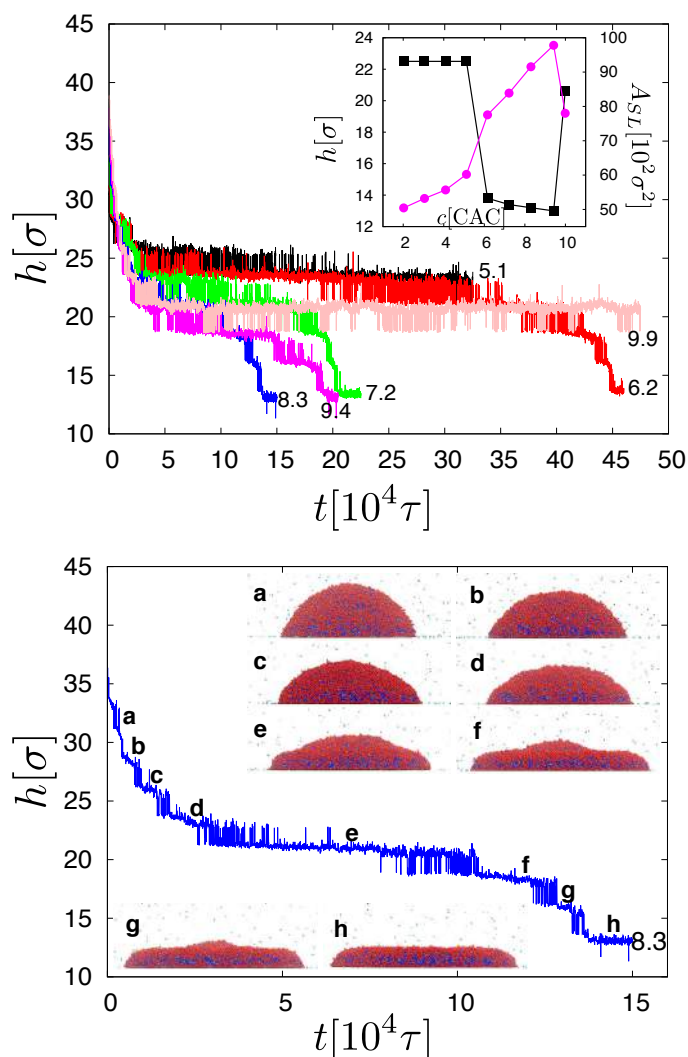 45
40
35
30
25
20
15
10
h[σ]
24
22
20
18
16
14
12
h[σ]
100
90
80
70
60
50
A_{SL}[10²σ²]
c[CAC]
2 4 6 8 10
5.1
9.9
6.2
7.2
9.4
8.3
0 5 10 15 20 25 30 35 40 45 50
t[10⁴τ]
45
40
35
30
25
20
15
10
h[σ]
a b
c d
e f
a
b
c
d
e
f
g
h
8.3
g h
0 5 10 15
t[10⁴τ]